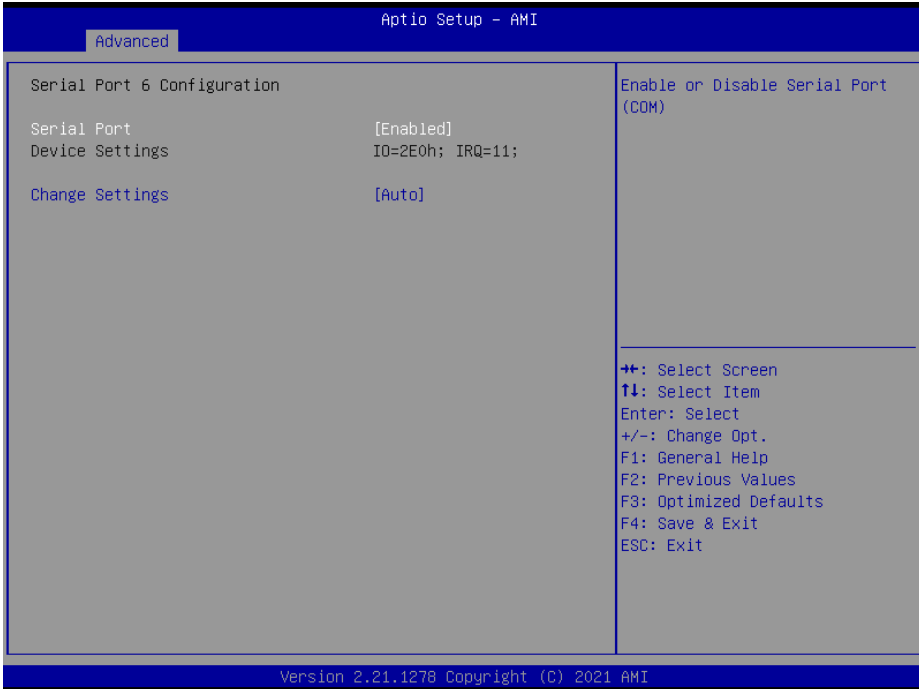 Aptio Setup – AMI
Advanced
Serial Port 6 Configuration
Serial Port [Enabled]
Device Settings IO=2E0h; IRQ=11;
Change Settings [Auto]
Enable or Disable Serial Port
(COM)
→←: Select Screen
↑↓: Select Item
Enter: Select
+/-: Change Opt.
F1: General Help
F2: Previous Values
F3: Optimized Defaults
F4: Save & Exit
ESC: Exit
Version 2.21.1278 Copyright (C) 2021 AMI